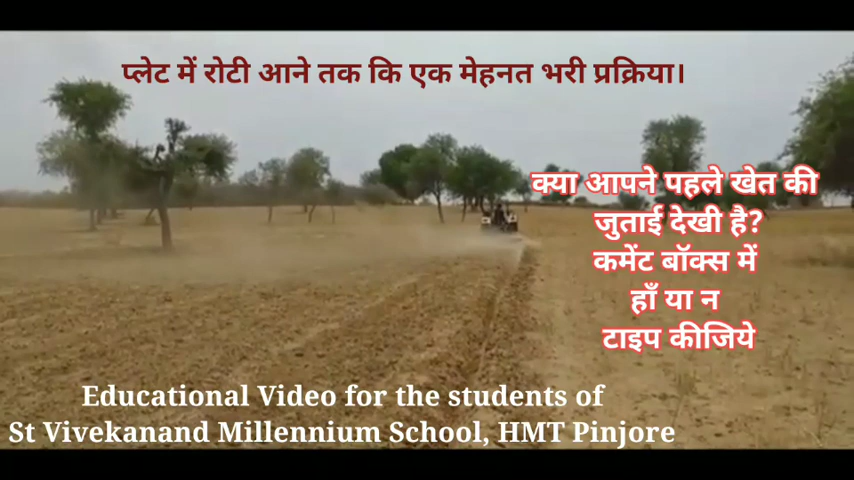 प्लेट में रोटी आने तक कि एक मेहनत भरी प्रक्रिया।
क्या आपने पहले खेत की
जुताई देखी है?
कमेंट बॉक्स में
हाँ या न
टाइप कीजिये
Educational Video for the students of
St Vivekanand Millennium School, HMT Pinjore